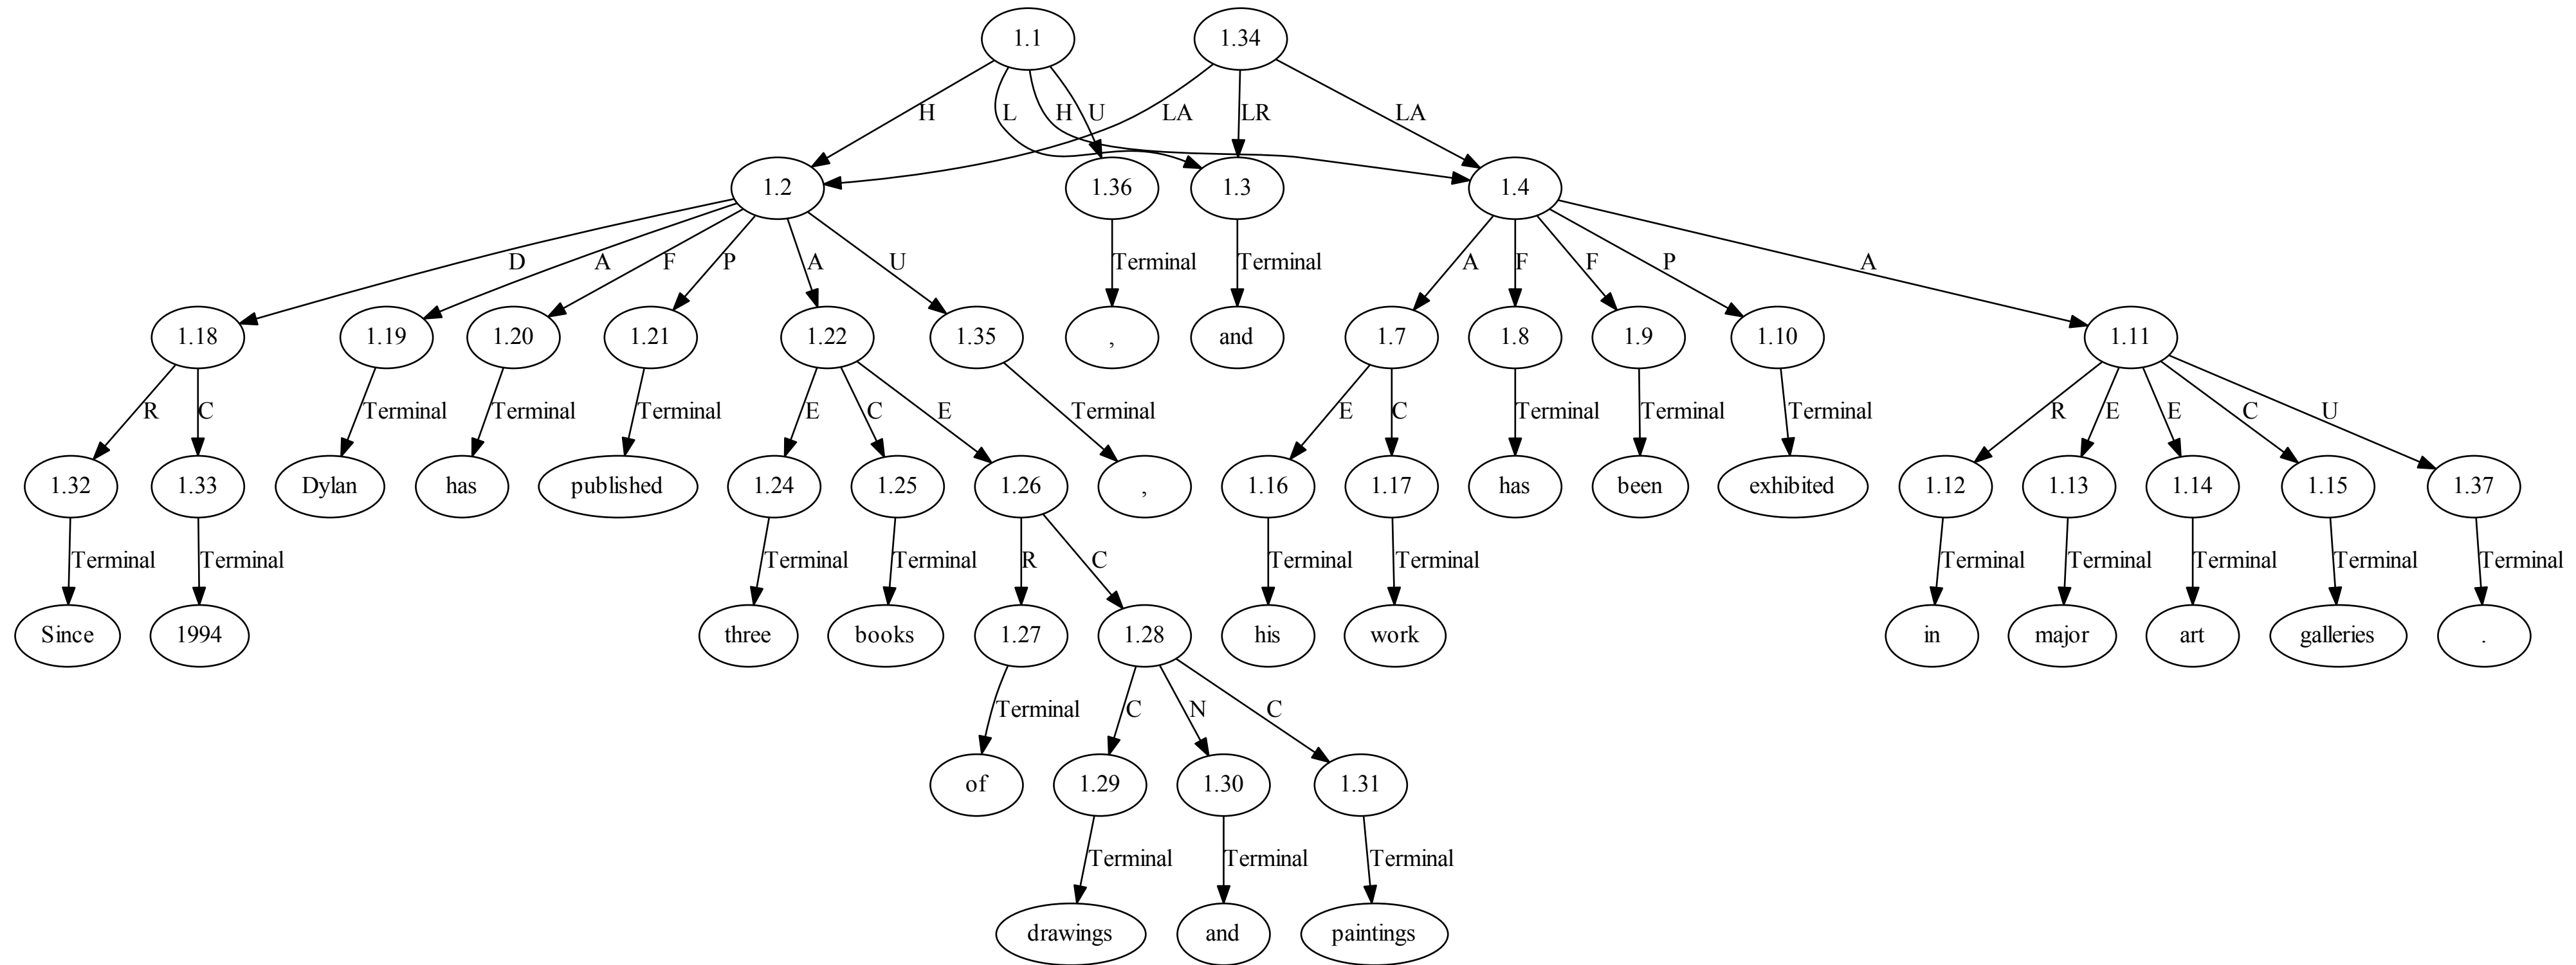 1.1 1.34
H L H U LA LR LA
1.2 1.36 1.3 1.4
D A F P A U Terminal Terminal A F F P A
1.18 1.19 1.20 1.21 1.22 1.35 , and 1.7 1.8 1.9 1.10 1.11
R C Terminal Terminal Terminal E C E Terminal E C Terminal Terminal Terminal R E E C U
1.32 1.33 Dylan has published 1.24 1.25 1.26 , 1.16 1.17 has been exhibited 1.12 1.13 1.14 1.15 1.37
Terminal Terminal Terminal Terminal R C Terminal Terminal Terminal Terminal Terminal Terminal Terminal
Since 1994 three books 1.27 1.28 his work in major art galleries .
Terminal C N C
of 1.29 1.30 1.31
Terminal Terminal Terminal
drawings and paintings